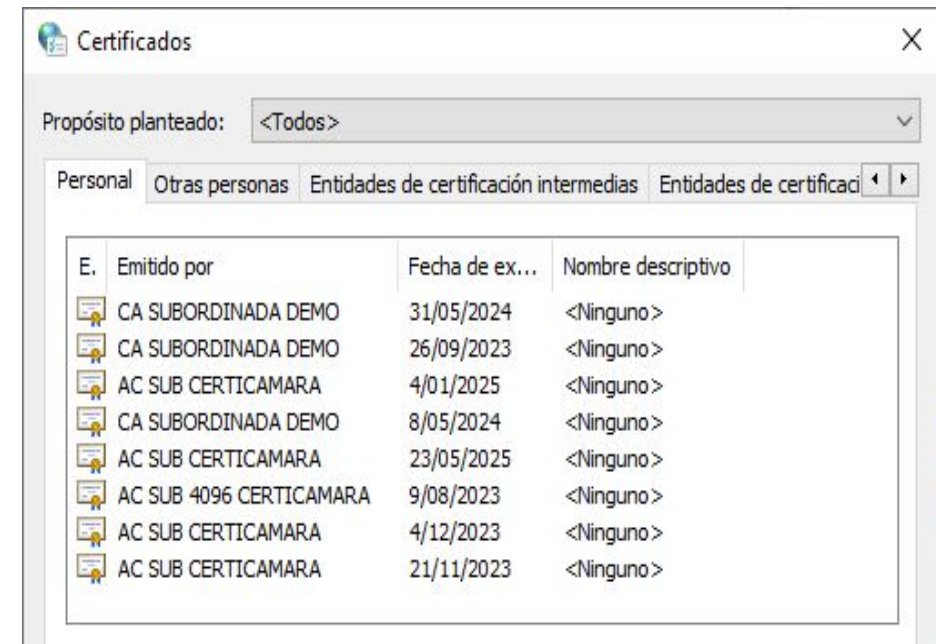 Certificados
Propósito planteado: <Todos>
Personal Otras personas Entidades de certificación intermedias Entidades de certificaci
E. Emitido por Fecha de ex... Nombre descriptivo
CA SUBORDINADA DEMO 31/05/2024 <Ninguno>
CA SUBORDINADA DEMO 26/09/2023 <Ninguno>
AC SUB CERTICAMARA 4/01/2025 <Ninguno>
CA SUBORDINADA DEMO 8/05/2024 <Ninguno>
AC SUB CERTICAMARA 23/05/2025 <Ninguno>
AC SUB 4096 CERTICAMARA 9/08/2023 <Ninguno>
AC SUB CERTICAMARA 4/12/2023 <Ninguno>
AC SUB CERTICAMARA 21/11/2023 <Ninguno>